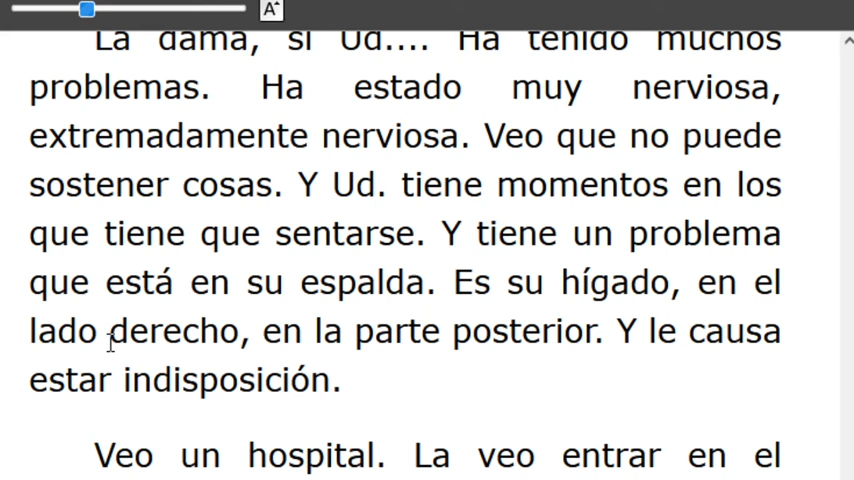 A
La dama, si Ud.... Ha tenido muchos
problemas. Ha estado muy nerviosa,
extremadamente nerviosa. Veo que no puede
sostener cosas. Y Ud. tiene momentos en los
que tiene que sentarse. Y tiene un problema
que está en su espalda. Es su hígado, en el
lado derecho, en la parte posterior. Y le causa
estar indisposición.
Veo un hospital. La veo entrar en el